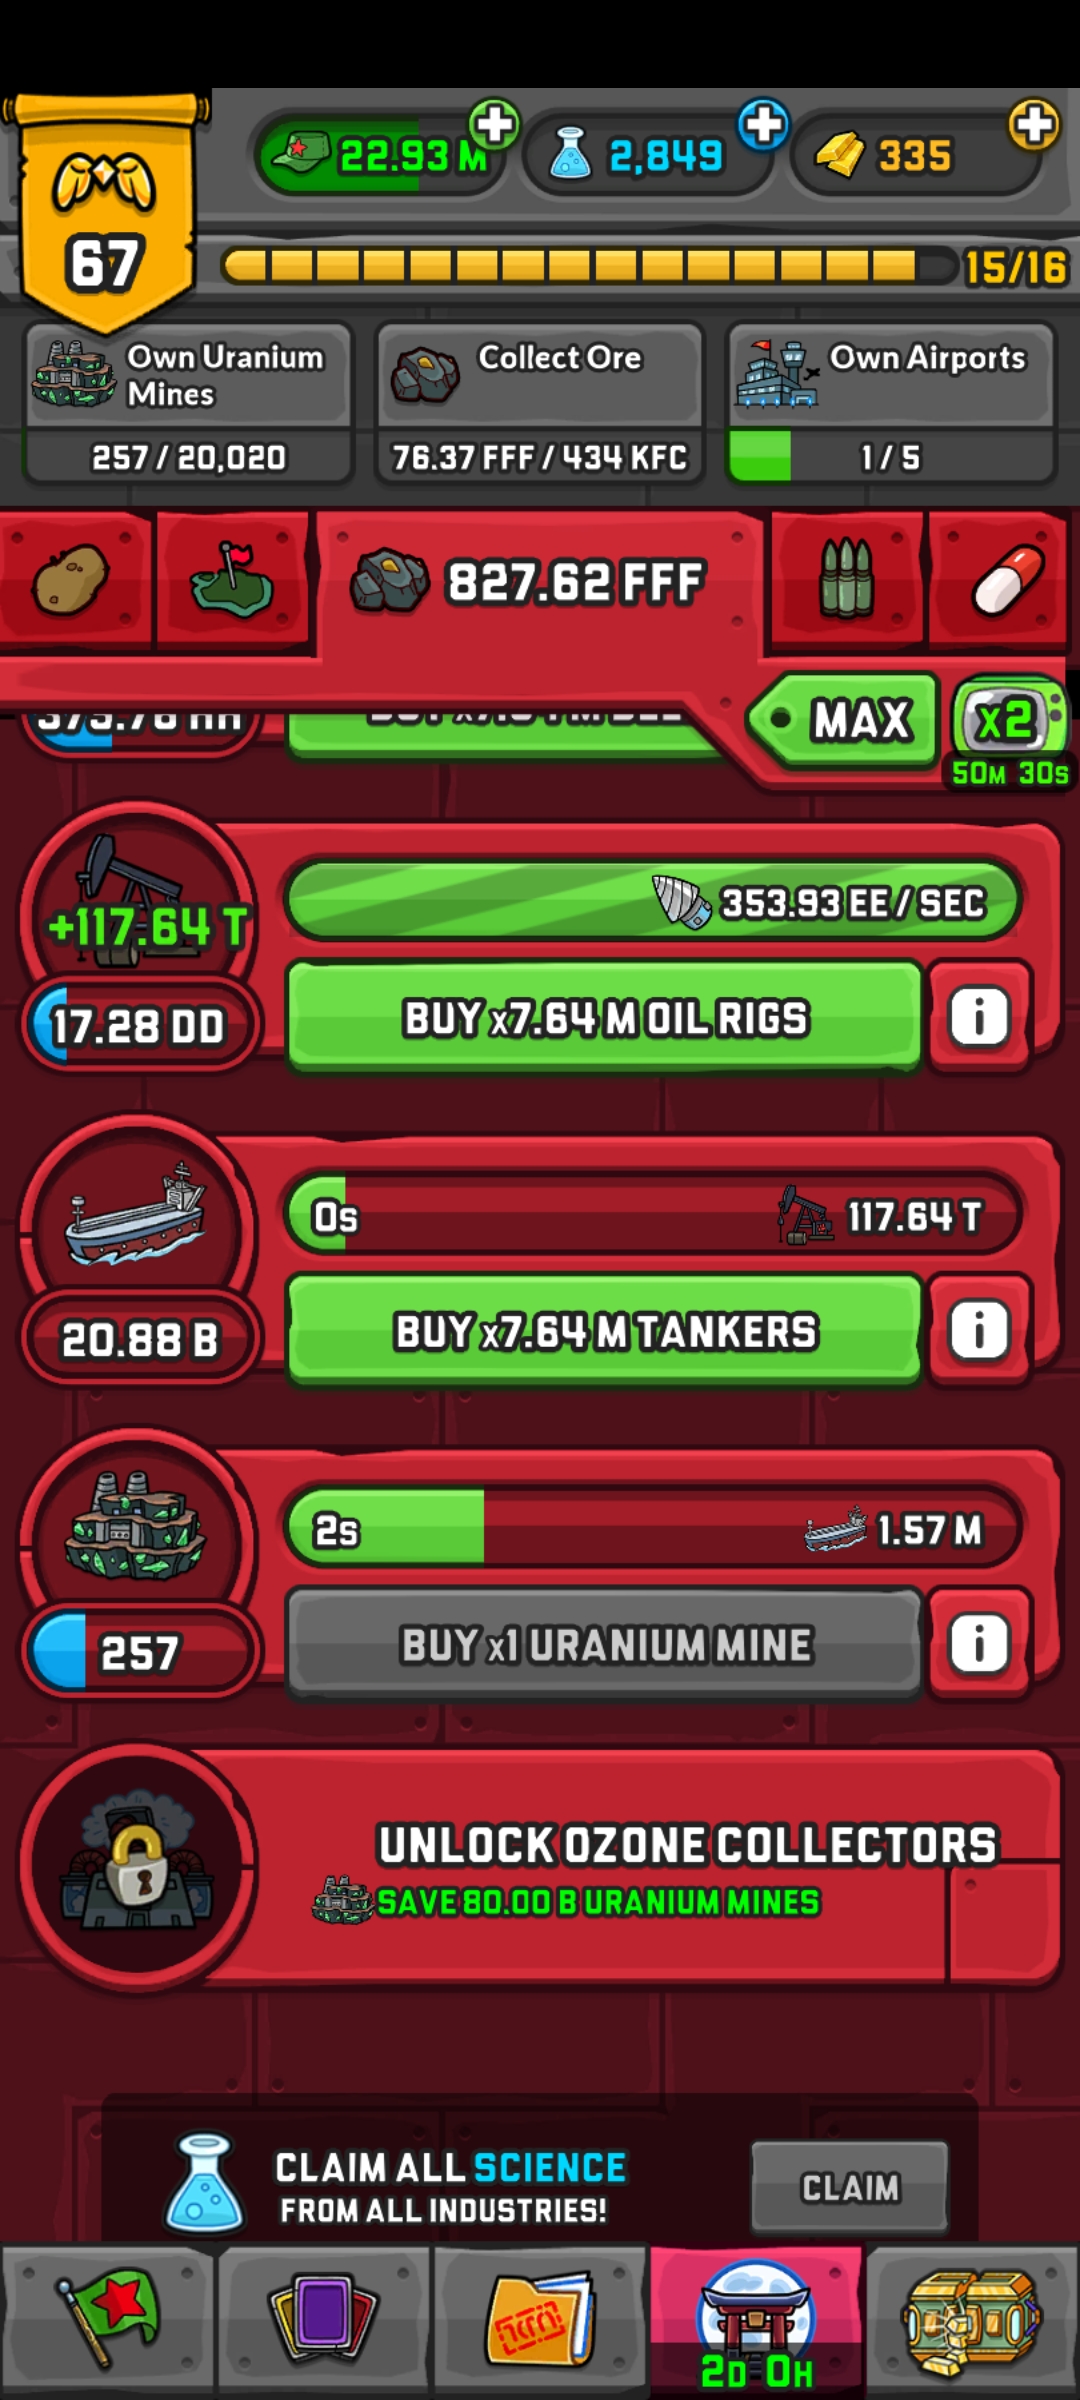 22.93 M
2,849
335
67
15/16
Own Uranium
Mines
257 / 20,020
Collect Ore
76.37 FFF / 434 KFC
Own Airports
1 / 5
827.62 FFF
MAX
x2
50M 30S
353.93 EE / SEC
+117.64 T
17.28 DD
BUY x7.64 M OIL RIGS
i
0s
117.64 T
20.88 B
BUY x7.64 M TANKERS
i
2s
1.57 M
257
BUY x1 URANIUM MINE
i
UNLOCK OZONE COLLECTORS
SAVE 80.00 B URANIUM MINES
CLAIM ALL SCIENCE
FROM ALL INDUSTRIES!
CLAIM
2D 0H